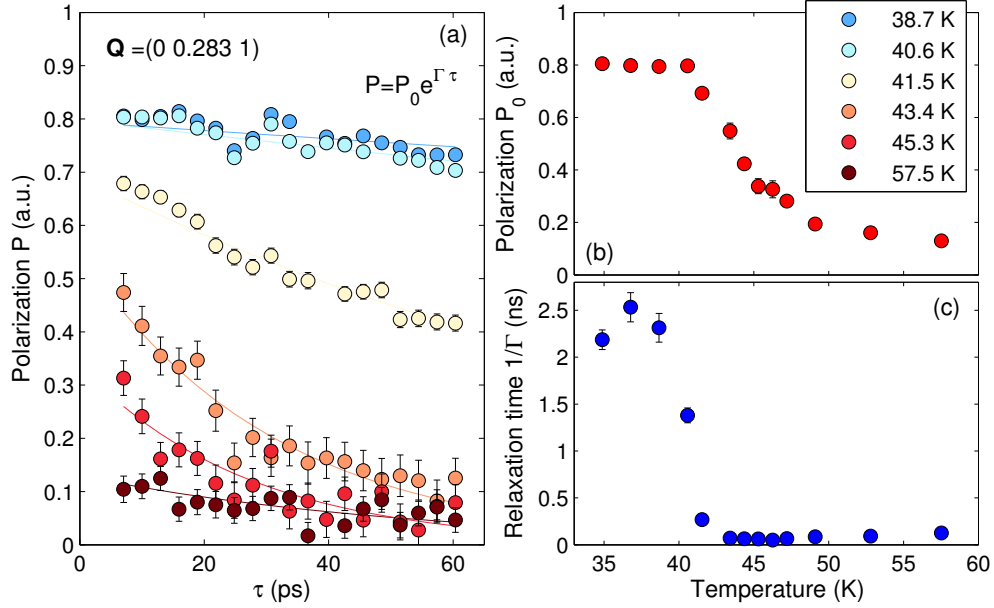 (a)
Q =(0 0.283 1)
P=P0e^Γ τ
Polarization P (a.u.)
1
0.9
0.8
0.7
0.6
0.5
0.4
0.3
0.2
0.1
0
0 20 40 60
τ (ps)
38.7 K
40.6 K
41.5 K
43.4 K
45.3 K
57.5 K
Polarization P0 (a.u.)
1
0.8
0.6
0.4
0.2
0
(b)
(c)
Relaxation time 1/Γ (ns)
2.5
2
1.5
1
0.5
0
35 40 45 50 55 60
Temperature (K)